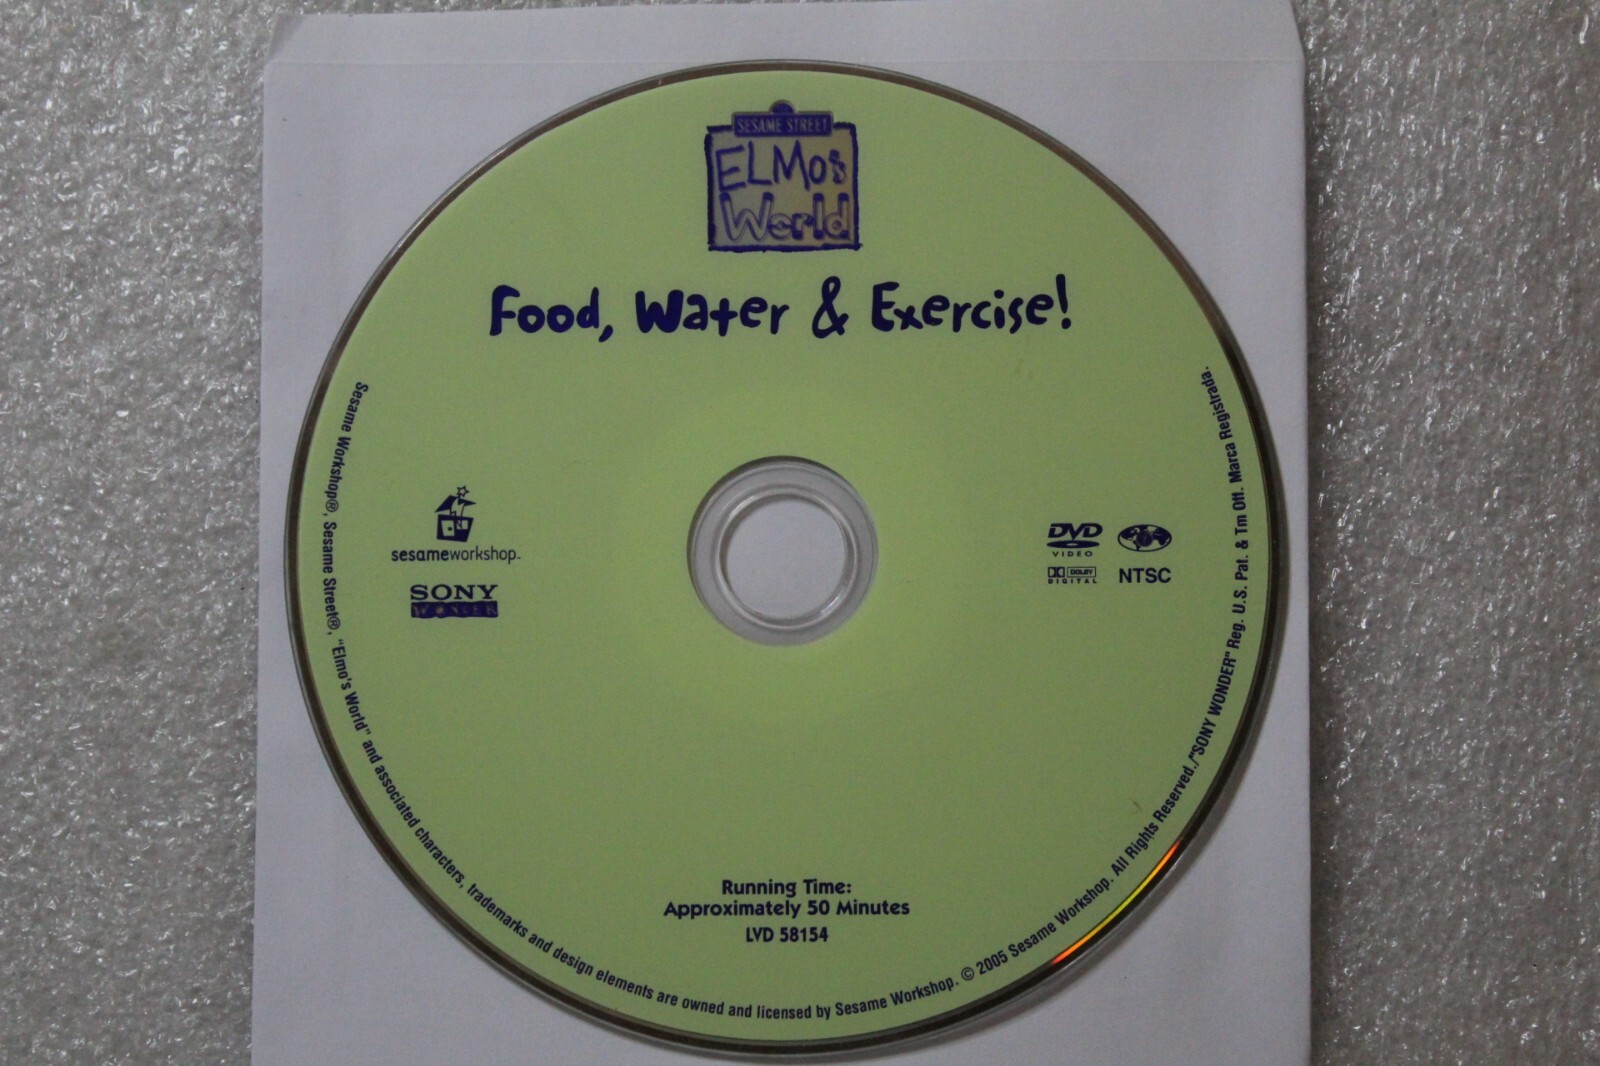 SESAME STREET
ELMo's
World
Food, Water & Exercise!
sesameworkshop™
SONY
WONDER
DVD
VIDEO
DOLBY
DIGITAL
NTSC
Running Time:
Approximately 50 Minutes
LVD 58154
Sesame Workshop®, Sesame Street®, "Elmo's World" and associated characters, trademarks and design elements are owned and licensed by Sesame Workshop. © 2005 Sesame Workshop. All Rights Reserved./"SONY WONDER" Reg. U.S. Pat. & Tm Off. Marca Registrada.